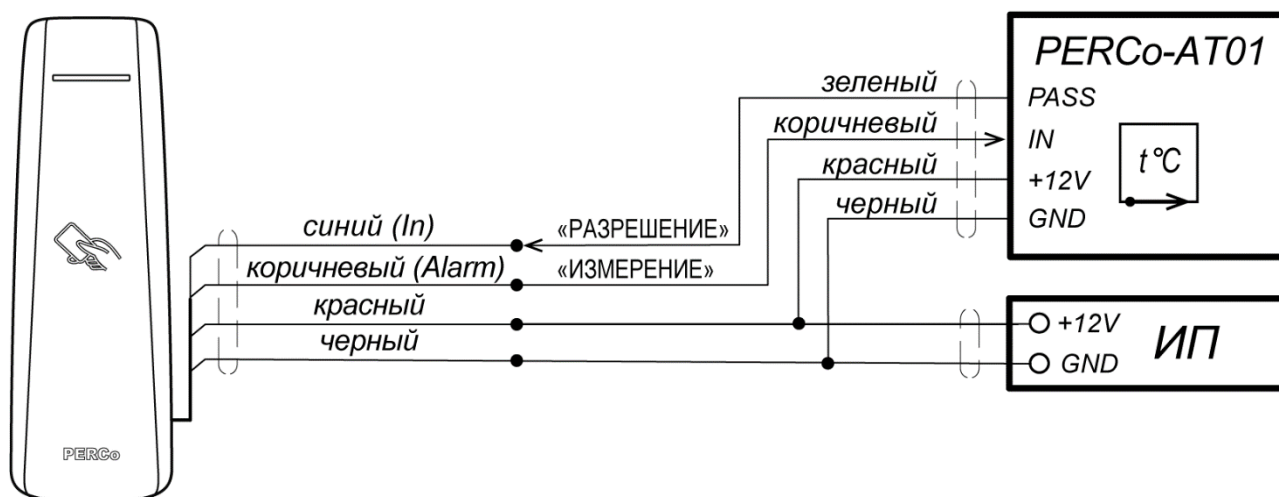 PERCo-AT01
зеленый
PASS
коричневый
IN
t°C
красный
+12V
черный
GND
синий (In)
«РАЗРЕШЕНИЕ»
коричневый (Alarm)
«ИЗМЕРЕНИЕ»
красный
+12V
ИП
черный
GND
PERCo